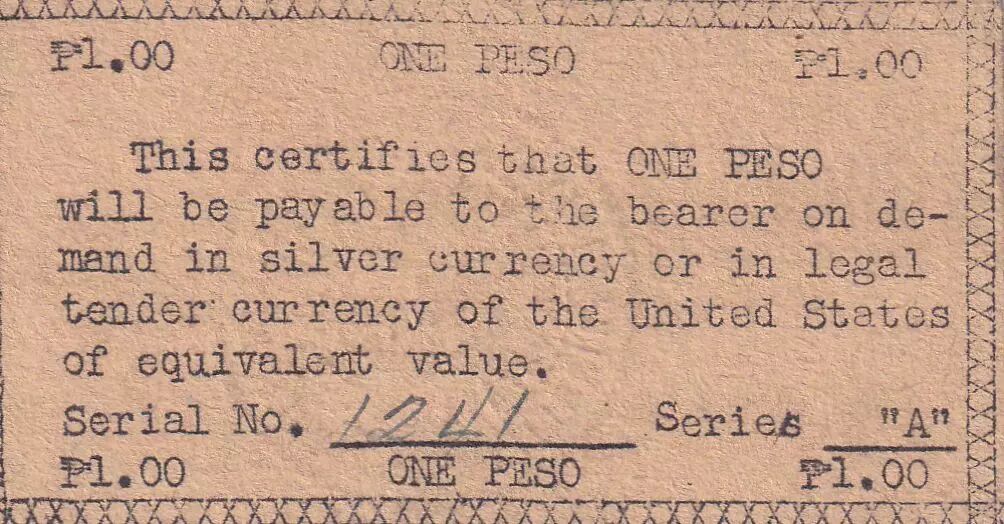 ₱1.00 ONE PESO ₱1.00
This certifies that ONE PESO
will be payable to the bearer on de-
mand in silver currency or in legal
tender currency of the United States
of equivalent value.
Serial No. 1241 Series "A"
₱1.00 ONE PESO ₱1.00